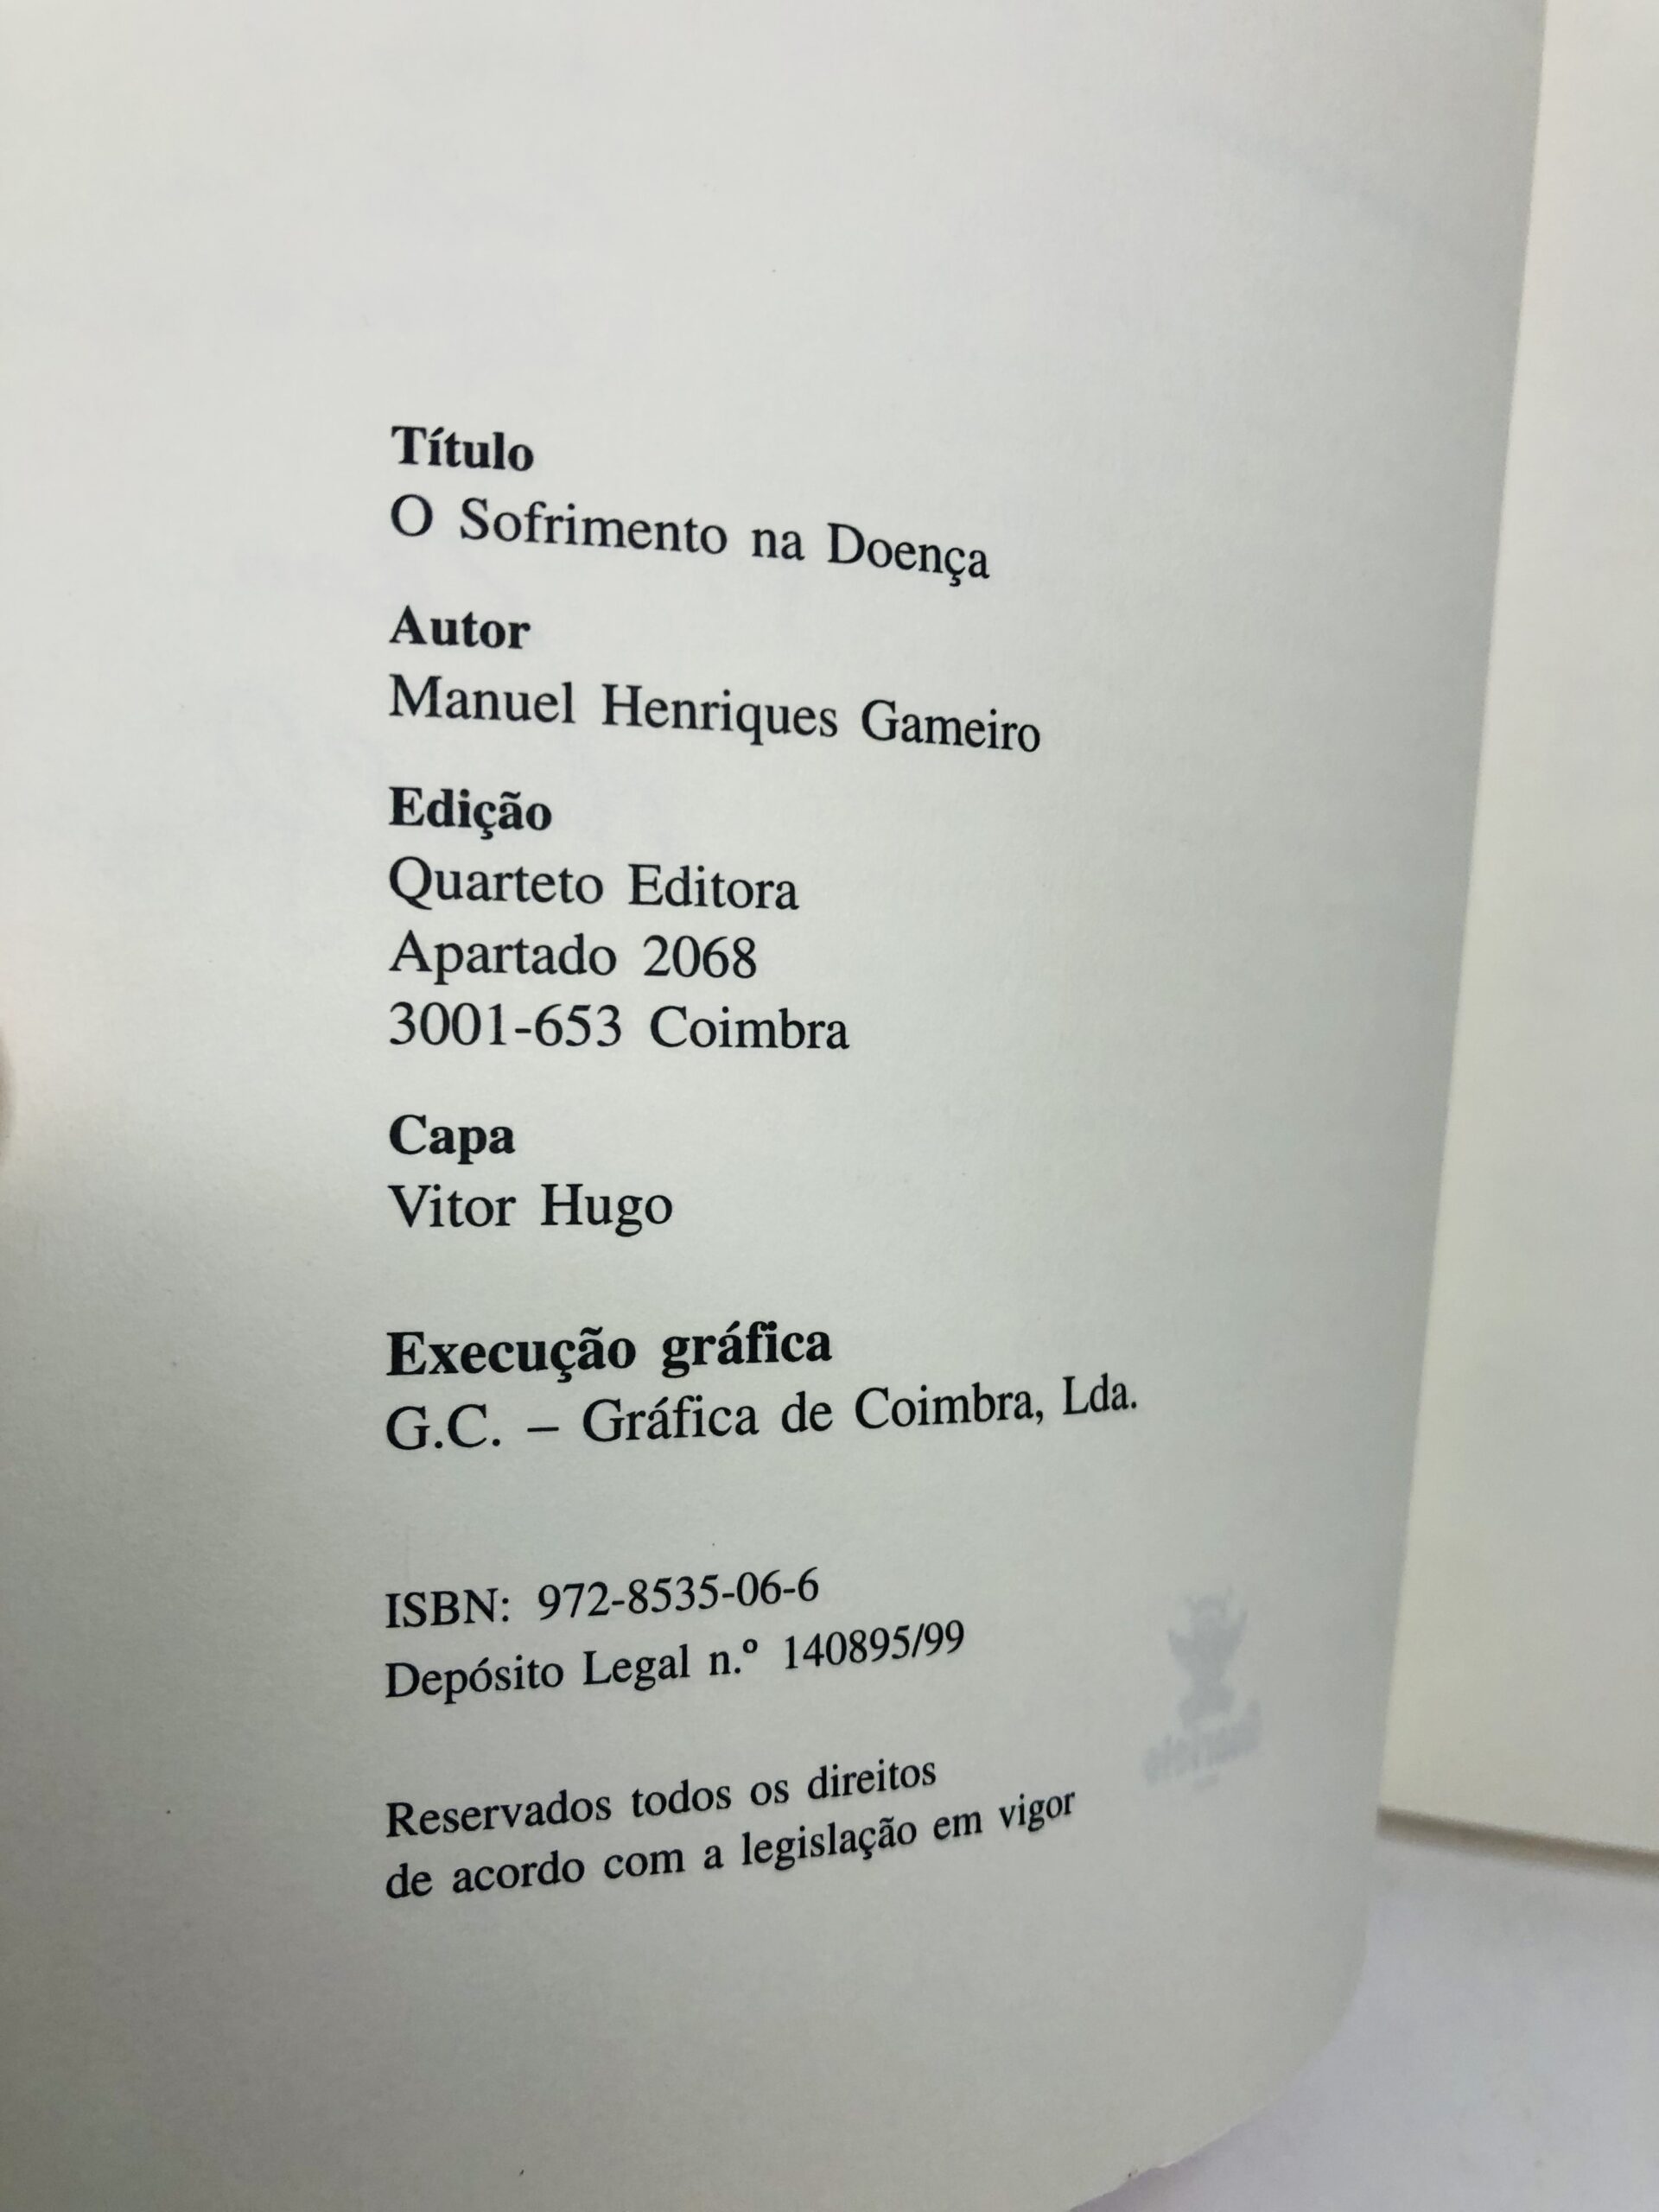 Título
O Sofrimento na Doença
Autor
Manuel Henriques Gameiro
Edição
Quarteto Editora
Apartado 2068
3001-653 Coimbra
Capa
Vitor Hugo
Execução gráfica
G.C. – Gráfica de Coimbra, Lda.
ISBN: 972-8535-06-6
Depósito Legal n.º 140895/99
Reservados todos os direitos
de acordo com a legislação em vigor